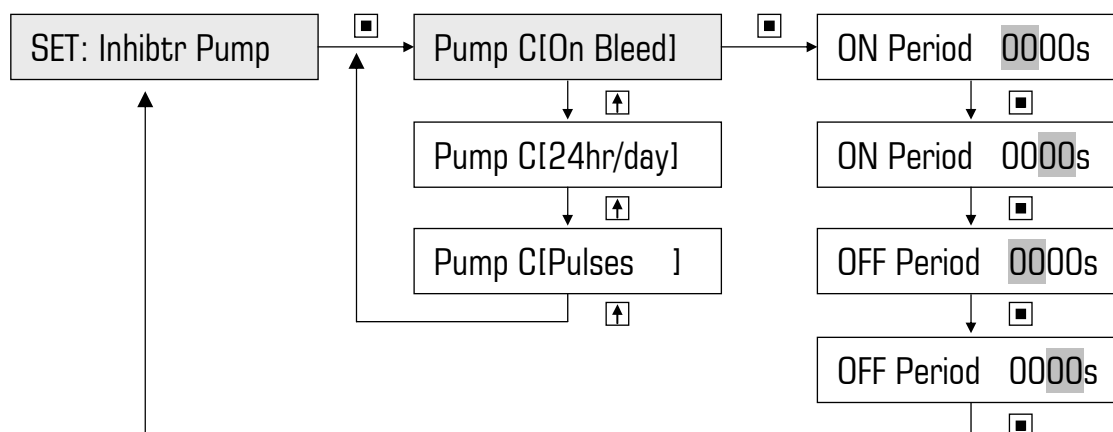 SET: Inhibtr Pump
Pump C[On Bleed]
Pump C[24hr/day]
Pump C[Pulses ]
ON Period 0000s
ON Period 0000s
OFF Period 0000s
OFF Period 0000s